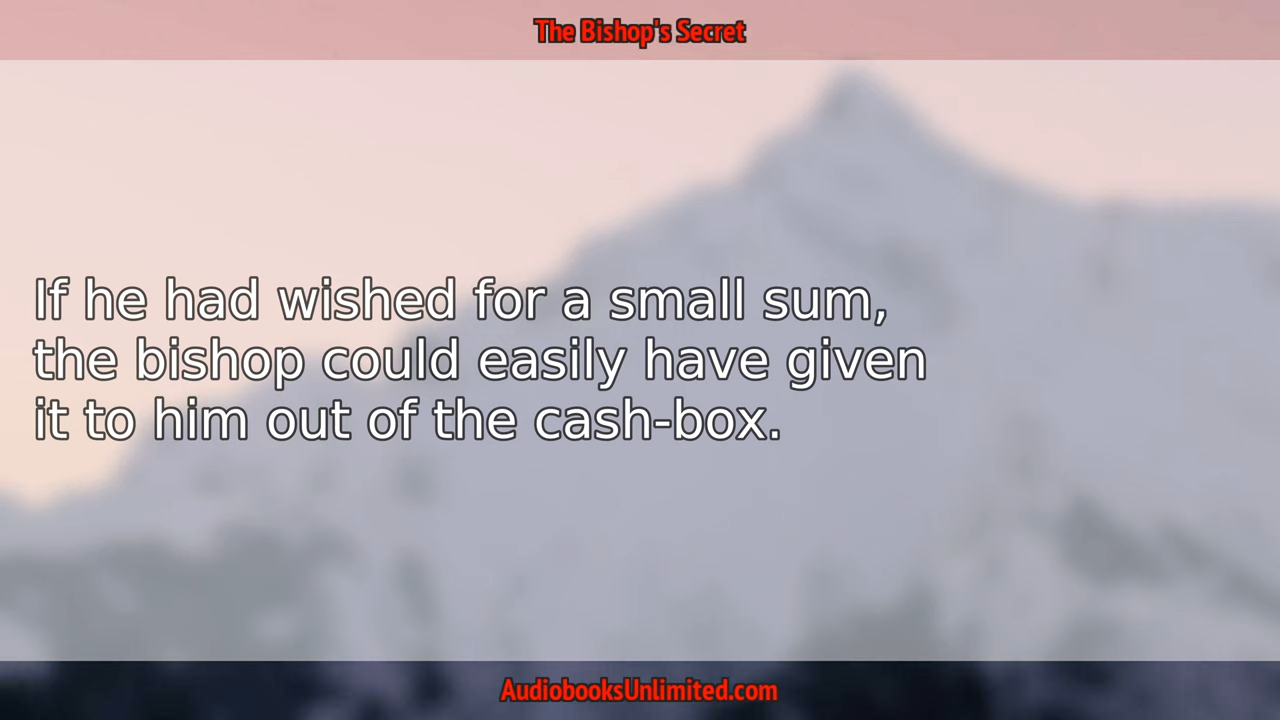 The Bishop's Secret
If he had wished for a small sum,
the bishop could easily have given
it to him out of the cash-box.
AudiobooksUnlimited.com